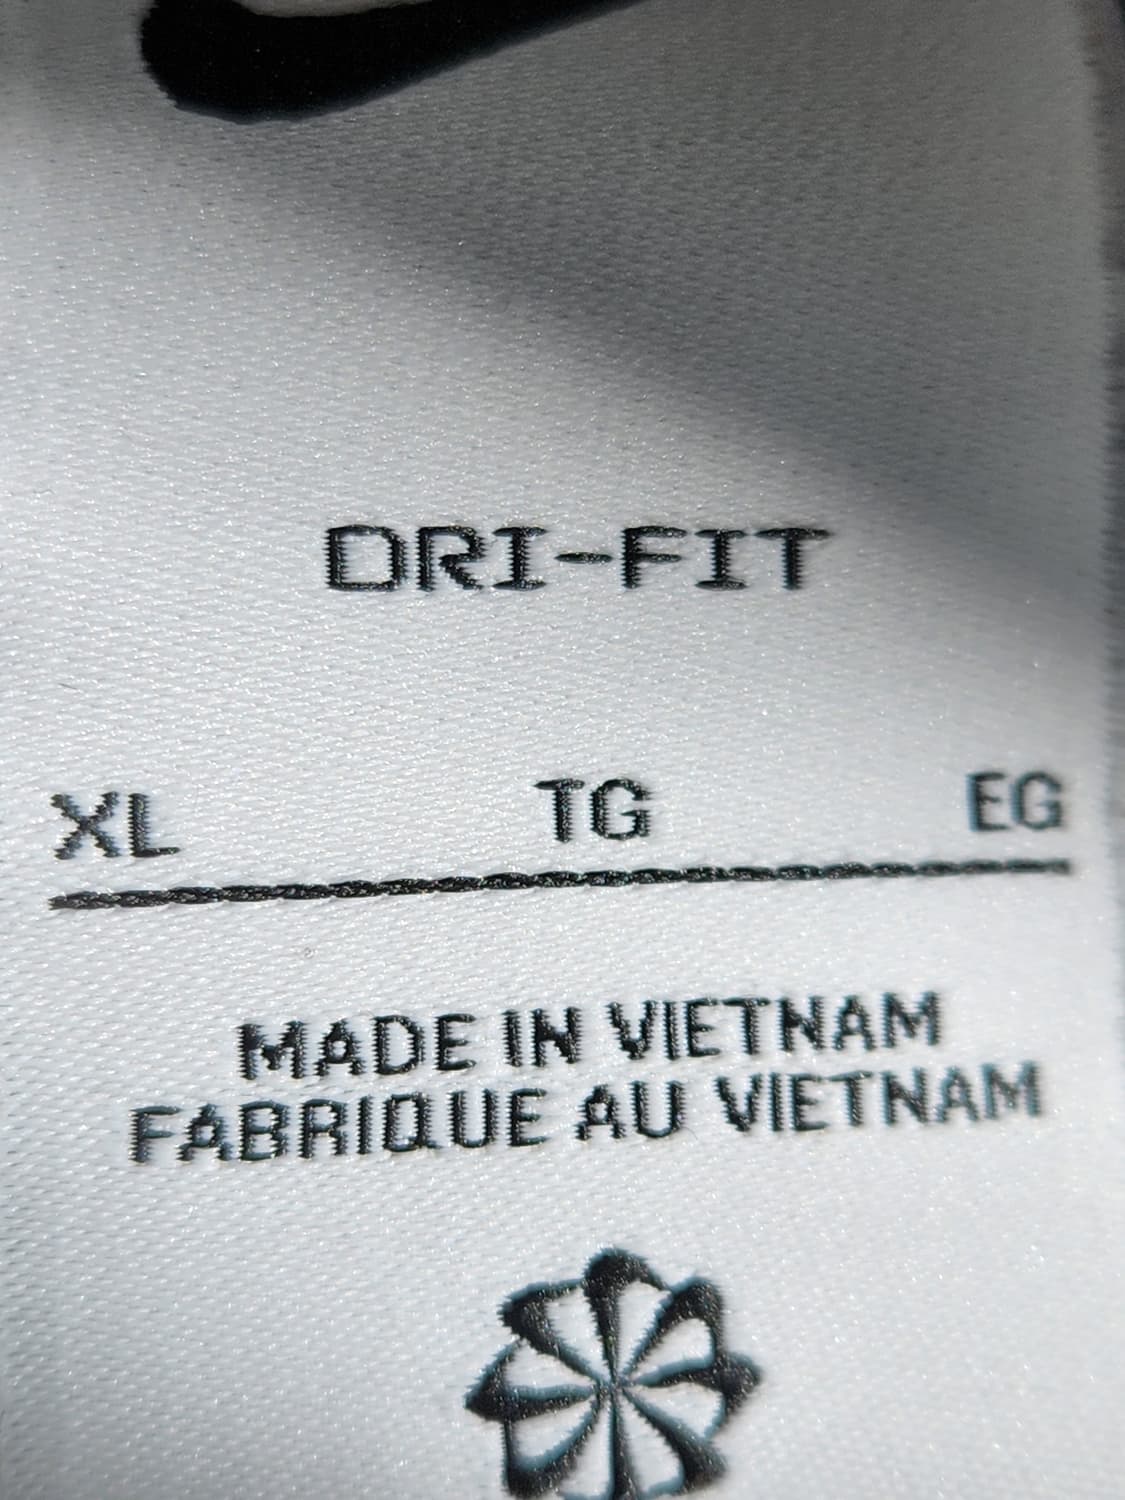 DRI-FIT
XL TG EG
MADE IN VIETNAM
FABRIQUE AU VIETNAM